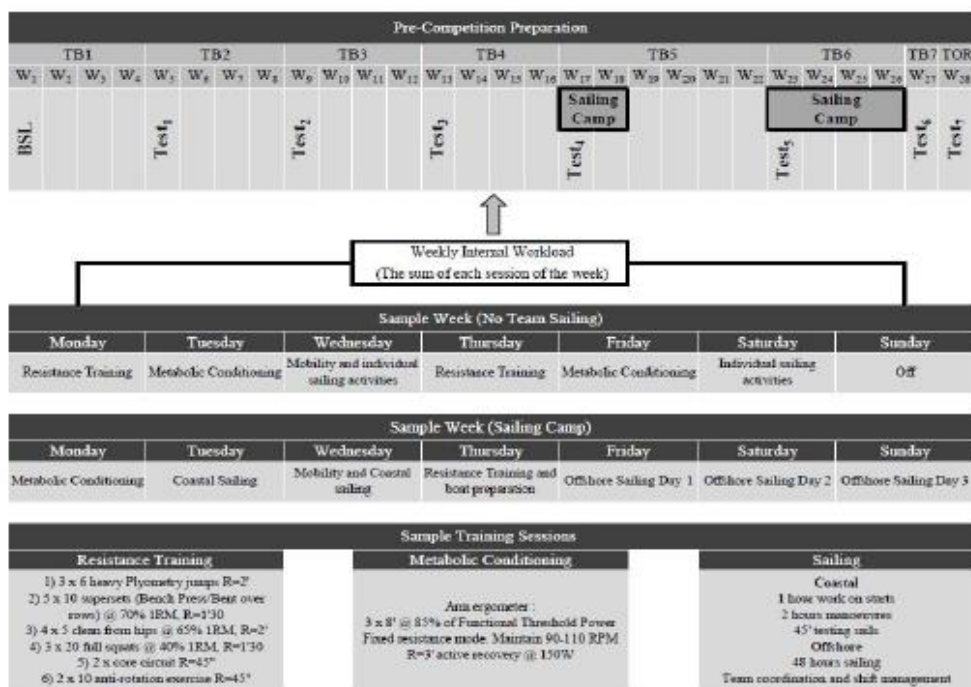 Pre-Competition Preparation
TB1 TB2 TB3 TB4 TB5 TB6 TB7 TOR
W1 W2 W3 W4 W5 W6 W7 W8 W9 W10 W11 W12 W13 W14 W15 W16 W17 W18 W19 W20 W21 W22 W23 W24 W25 W26 W27 W28
Sailing Camp
Sailing Camp
BSL Test1 Test2 Test3 Test4 Test5 Test6 Test7
Weekly Internal Workload
(The sum of each session of the week)
Sample Week (No Team Sailing)
Monday Tuesday Wednesday Thursday Friday Saturday Sunday
Resistance Training Metabolic Conditioning Mobility and individual sailing activities Resistance Training Metabolic Conditioning Individual sailing activities Off
Sample Week (Sailing Camp)
Monday Tuesday Wednesday Thursday Friday Saturday Sunday
Metabolic Conditioning Coastal Sailing Mobility and Coastal sailing Resistance Training and boat preparation Offshore Sailing Day 1 Offshore Sailing Day 2 Offshore Sailing Day 3
Sample Training Sessions
Resistance Training
1) 3 x 6 heavy Plyometry jumps R=2'
2) 5 x 10 supersets (Bench Press/Bent over
rows) @ 70% 1RM, R=1'30
3) 4 x 5 clean from hips @ 65% 1RM, R=2'
4) 3 x 20 full squats @ 40% 1RM, R=1'30
5) 2 x core circuit R=45"
6) 2 x 10 anti-rotation exercise R=45"
Metabolic Conditioning
Arm ergometer :
3 x 8' @ 85% of Functional Threshold Power
Fixed resistance mode. Maintain 90-110 RPM
R=3' active recovery @ 150W
Sailing
Coastal
1 hour work on starts
2 hours manoeuvres
45' testing sails
Offshore
48 hours sailing
Team coordination and shift management